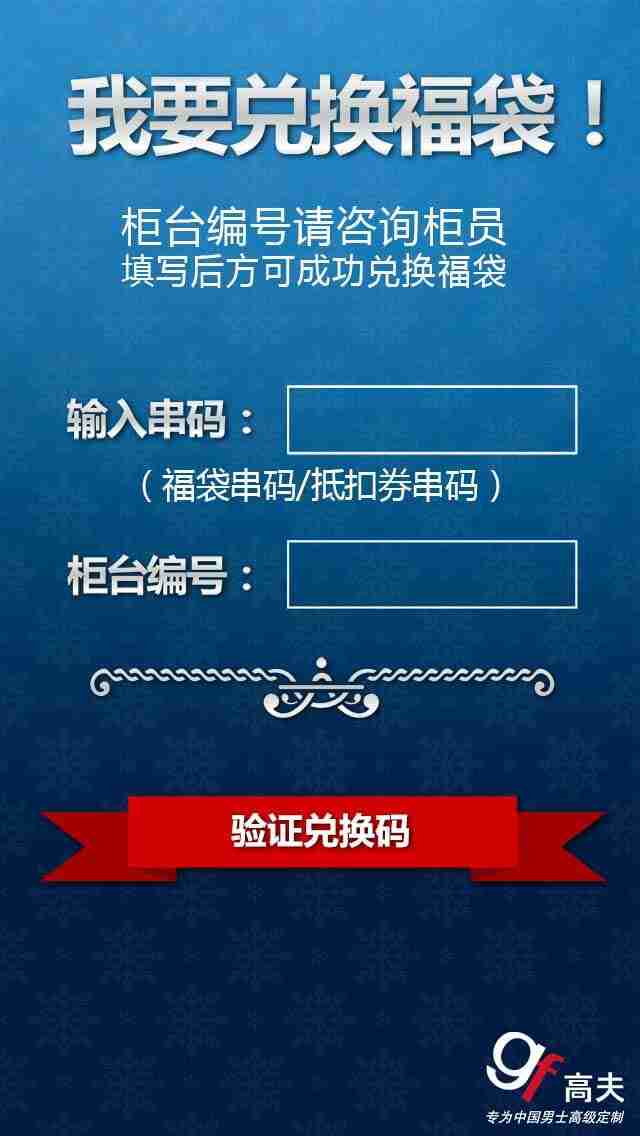 我要兑换福袋！
柜台编号请咨询柜员
填写后方可成功兑换福袋
输入串码：
（福袋串码/抵扣券串码）
柜台编号：
验证兑换码
gf 高夫
专为中国男士高级定制